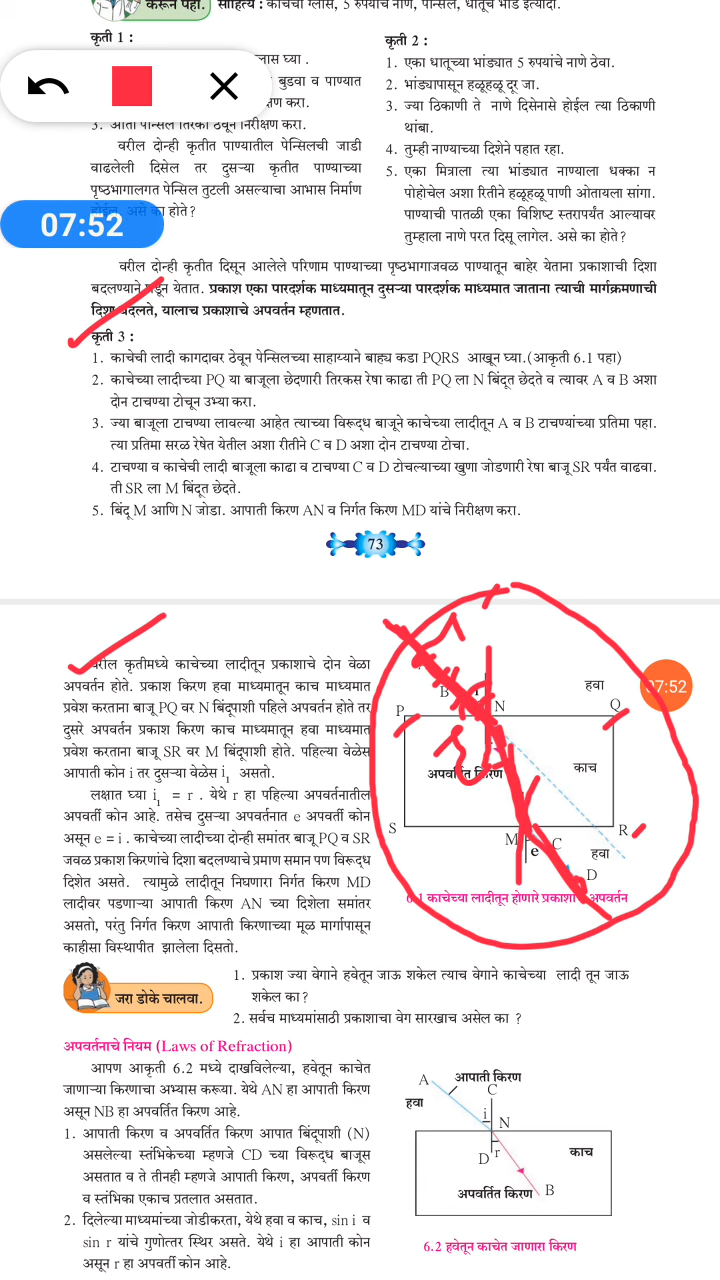 करून पहा. साहित्य : काचेचा ग्लास, 5 रुपयाचे नाणे, पेन्सिल, धातूचे भांडे इत्यादी.
कृती 1 :
लास घ्या .
बुडवा व पाण्यात
क्षण करा.
3. आता पेन्सिल तिरकी ठेवून निरीक्षण करा.
वरील दोन्ही कृतीत पाण्यातील पेन्सिलची जाडी
वाढलेली दिसेल तर दुसऱ्या कृतीत पाण्याच्या
पृष्ठभागालगत पेन्सिल तुटली असल्याचा आभास निर्माण
होईल. असे का होते ?
07:52
कृती 2 :
1. एका धातूच्या भांड्यात 5 रुपयांचे नाणे ठेवा.
2. भांड्यापासून हळूहळू दूर जा.
3. ज्या ठिकाणी ते नाणे दिसेनासे होईल त्या ठिकाणी
थांबा.
4. तुम्ही नाण्याच्या दिशेने पहात रहा.
5. एका मित्राला त्या भांड्यात नाण्याला धक्का न
पोहोचेल अशा रितीने हळूहळू पाणी ओतायला सांगा.
पाण्याची पातळी एका विशिष्ट स्तरापर्यंत आल्यावर
तुम्हाला नाणे परत दिसू लागेल. असे का होते ?
वरील दोन्ही कृतीत दिसून आलेले परिणाम पाण्याच्या पृष्ठभागाजवळ पाण्यातून बाहेर येताना प्रकाशाची दिशा
बदलण्याने घडून येतात. प्रकाश एका पारदर्शक माध्यमातून दुसऱ्या पारदर्शक माध्यमात जाताना त्याची मार्गक्रमणाची
दिशा बदलते, यालाच प्रकाशाचे अपवर्तन म्हणतात.
कृती 3 :
1. काचेची लादी कागदावर ठेवून पेन्सिलच्या साहाय्याने बाह्य कडा PQRS आखून घ्या.(आकृती 6.1 पहा)
2. काचेच्या लादीच्या PQ या बाजूला छेदणारी तिरकस रेषा काढा ती PQ ला N बिंदूत छेदते व त्यावर A व B अशा
दोन टाचण्या टोचून उभ्या करा.
3. ज्या बाजूला टाचण्या लावल्या आहेत त्याच्या विरूद्ध बाजूने काचेच्या लादीतून A व B टाचण्यांच्या प्रतिमा पहा.
त्या प्रतिमा सरळ रेषेत येतील अशा रीतीने C व D अशा दोन टाचण्या टोचा.
4. टाचण्या व काचेची लादी बाजूला काढा व टाचण्या C व D टोचल्याच्या खुणा जोडणारी रेषा बाजू SR पर्यंत वाढवा.
ती SR ला M बिंदूत छेदते.
5. बिंदू M आणि N जोडा. आपाती किरण AN व निर्गत किरण MD यांचे निरीक्षण करा.
73
वरील कृतीमध्ये काचेच्या लादीतून प्रकाशाचे दोन वेळा
अपवर्तन होते. प्रकाश किरण हवा माध्यमातून काच माध्यमात
प्रवेश करताना बाजू PQ वर N बिंदूपाशी पहिले अपवर्तन होते तर
दुसरे अपवर्तन प्रकाश किरण काच माध्यमातून हवा माध्यमात
प्रवेश करताना बाजू SR वर M बिंदूपाशी होते. पहिल्या वेळेस
आपाती कोन i तर दुसऱ्या वेळेस i₁ असतो.
लक्षात घ्या i₁ = r . येथे r हा पहिल्या अपवर्तनातील
अपवर्ती कोन आहे. तसेच दुसऱ्या अपवर्तनात e अपवर्ती कोन
असून e = i . काचेच्या लादीच्या दोन्ही समांतर बाजू PQ व SR
जवळ प्रकाश किरणांचे दिशा बदलण्याचे प्रमाण समान पण विरूध
दिशेत असते. त्यामुळे लादीतून निघणारा निर्गत किरण MD
लादीवर पडणाऱ्या आपाती किरण AN च्या दिशेला समांतर
असतो, परंतु निर्गत किरण आपाती किरणाच्या मूळ मार्गापासून
काहीसा विस्थापीत झालेला दिसतो.
B i N हवा
07:52
P Q
अपवर्तित किरण काच
S R
M e C हवा
D
6.1 काचेच्या लादीतून होणारे प्रकाशाचे अपवर्तन
जरा डोके चालवा.
1. प्रकाश ज्या वेगाने हवेतून जाऊ शकेल त्याच वेगाने काचेच्या लादी तून जाऊ
शकेल का ?
2. सर्वच माध्यमांसाठी प्रकाशाचा वेग सारखाच असेल का ?
अपवर्तनाचे नियम (Laws of Refraction)
आपण आकृती 6.2 मध्ये दाखविलेल्या, हवेतून काचेत
जाणाऱ्या किरणाचा अभ्यास करूया. येथे AN हा आपाती किरण
असून NB हा अपवर्तित किरण आहे.
1. आपाती किरण व अपवर्तित किरण आपात बिंदूपाशी (N)
असलेल्या स्तंभिकेच्या म्हणजे CD च्या विरूद्ध बाजूस
असतात व ते तीनही म्हणजे आपाती किरण, अपवर्ती किरण
व स्तंभिका एकाच प्रतलात असतात.
2. दिलेल्या माध्यमांच्या जोडीकरता, येथे हवा व काच, sin i व
sin r यांचे गुणोत्तर स्थिर असते. येथे i हा आपाती कोन
असून r हा अपवर्ती कोन आहे.
A आपाती किरण
C
हवा
i N
D r काच
अपवर्तित किरण B
6.2 हवेतून काचेत जाणारा किरण